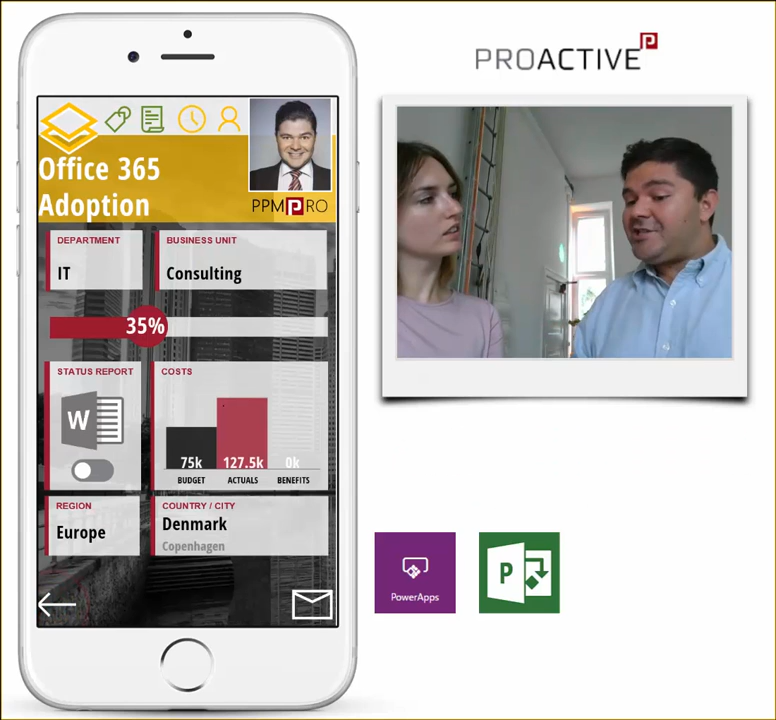 PROACTIVE P
Office 365
Adoption
PPMPRO
DEPARTMENT
IT
BUSINESS UNIT
Consulting
35%
STATUS REPORT
W
COSTS
75k
127.5k
0k
BUDGET
ACTUALS
BENEFITS
REGION
Europe
COUNTRY / CITY
Denmark
Copenhagen
PowerApps
P